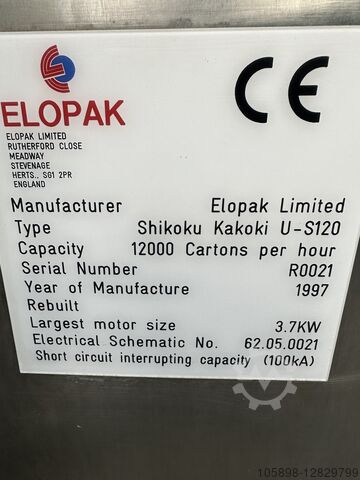 ELOPAK
CE
ELOPAK LIMITED
RUTHERFORD CLOSE
MEADWAY
STEVENAGE
HERTS., SG1 2PR
ENGLAND
Manufacturer Elopak Limited
Type Shikoku Kakoki U-S120
Capacity 12000 Cartons per hour
Serial Number R0021
Year of Manufacture 1997
Rebuilt
Largest motor size 3.7KW
Electrical Schematic No. 62.05.0021
Short circuit interrupting capacity (100kA)
105898-12829799